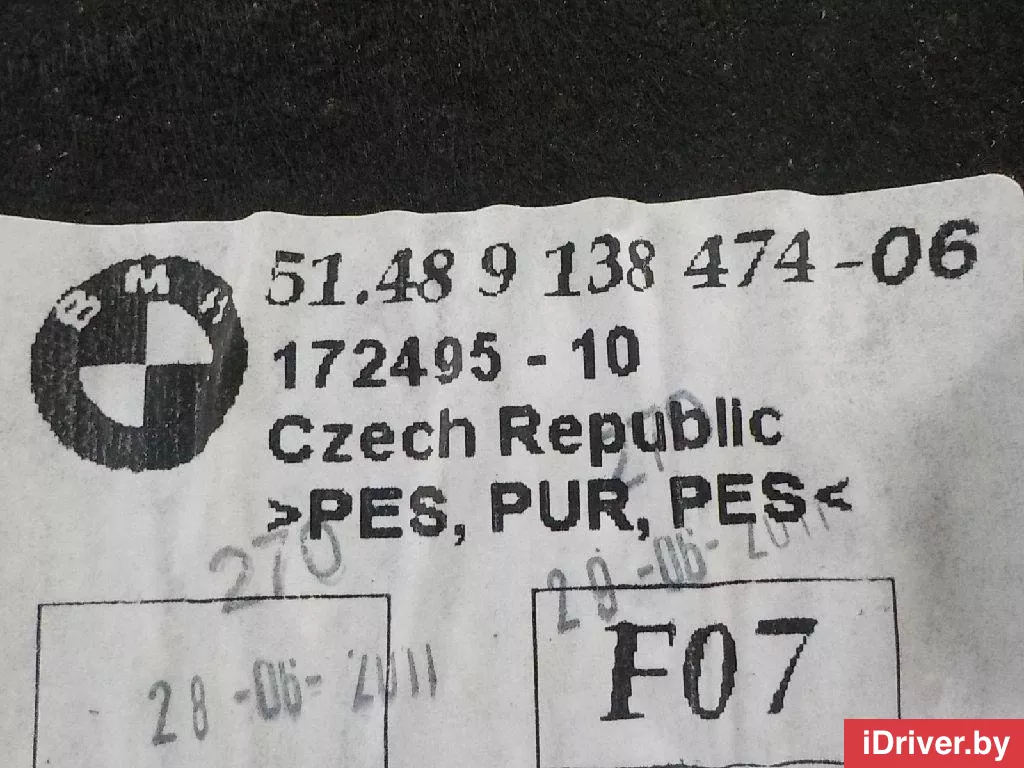 BMW
51.48 9 138 474-06
172495 - 10
Czech Republic
>PES, PUR, PES<
270
270
28-06-2011
28-06-2011
F07
iDriver.by